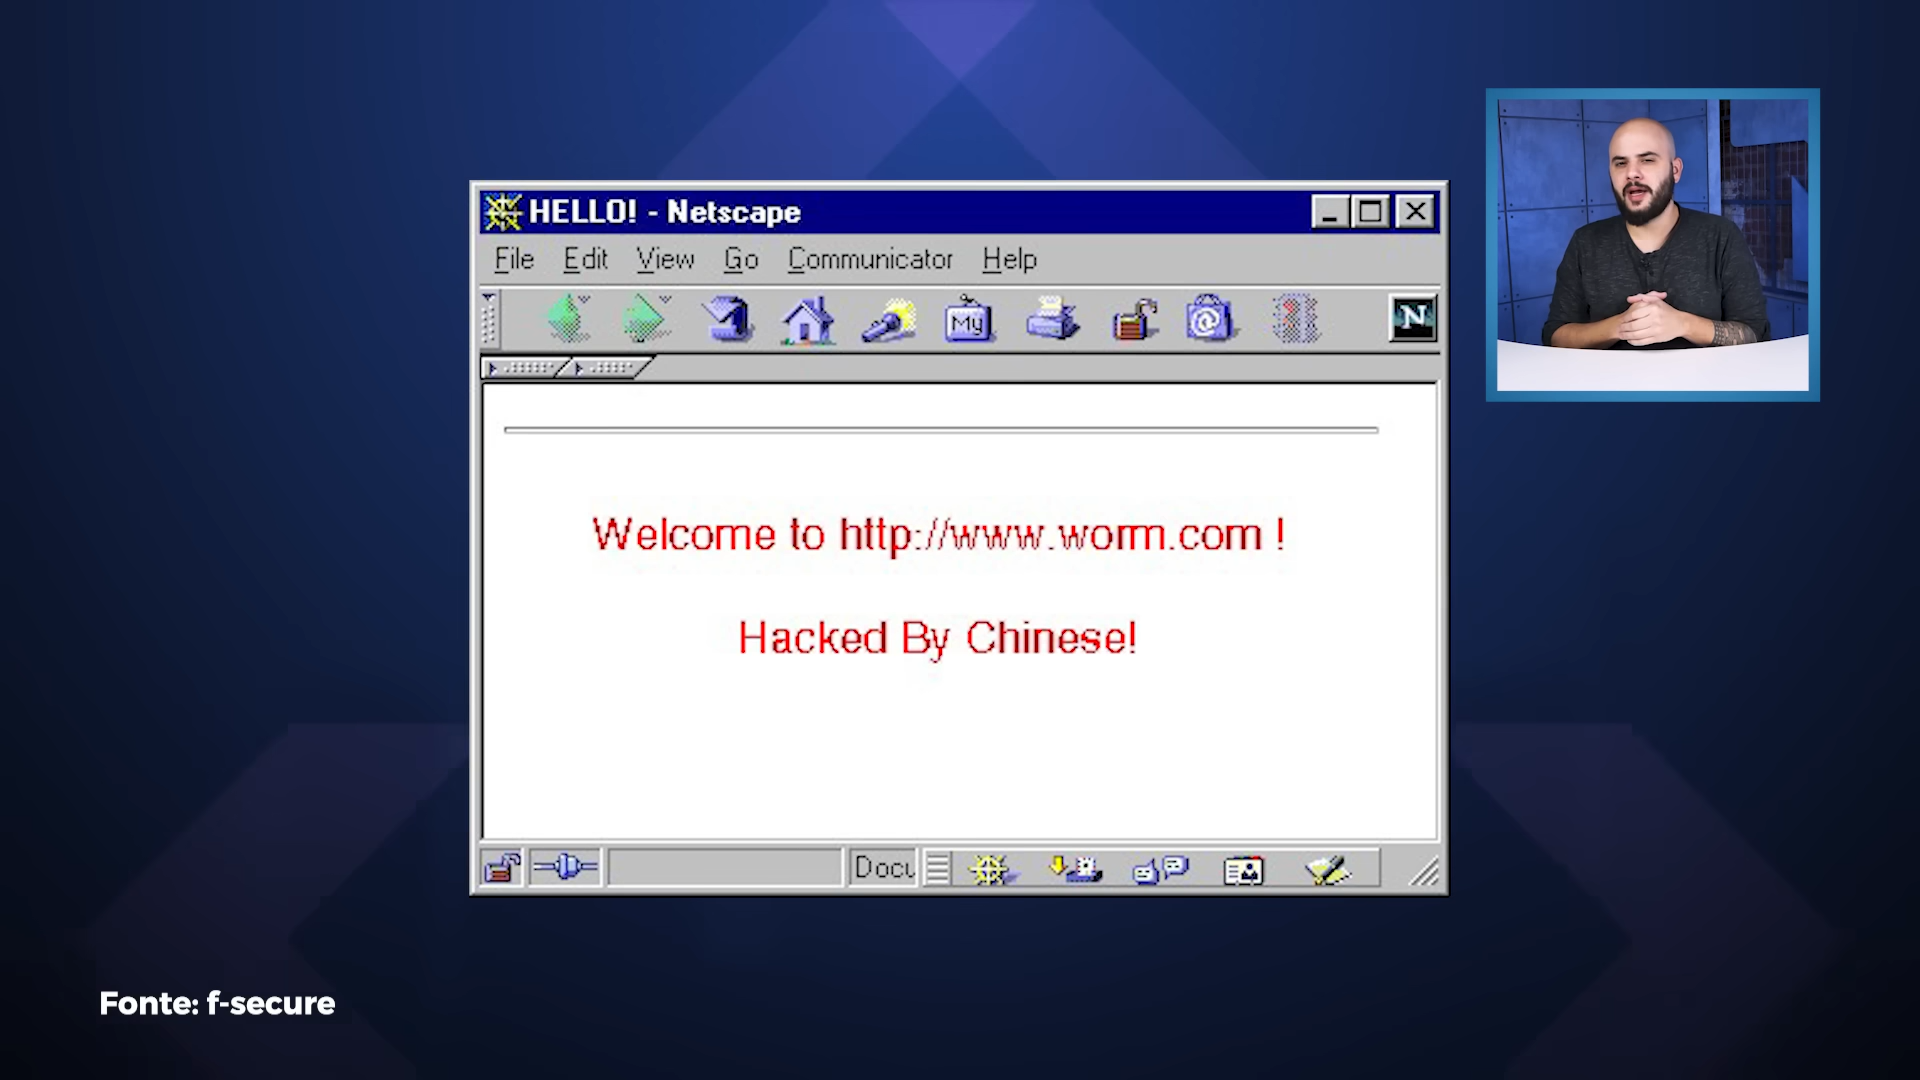 HELLO! - Netscape
File Edit View Go Communicator Help
My
N
Welcome to http://www.worm.com !
Hacked By Chinese!
Docu
Fonte: f-secure